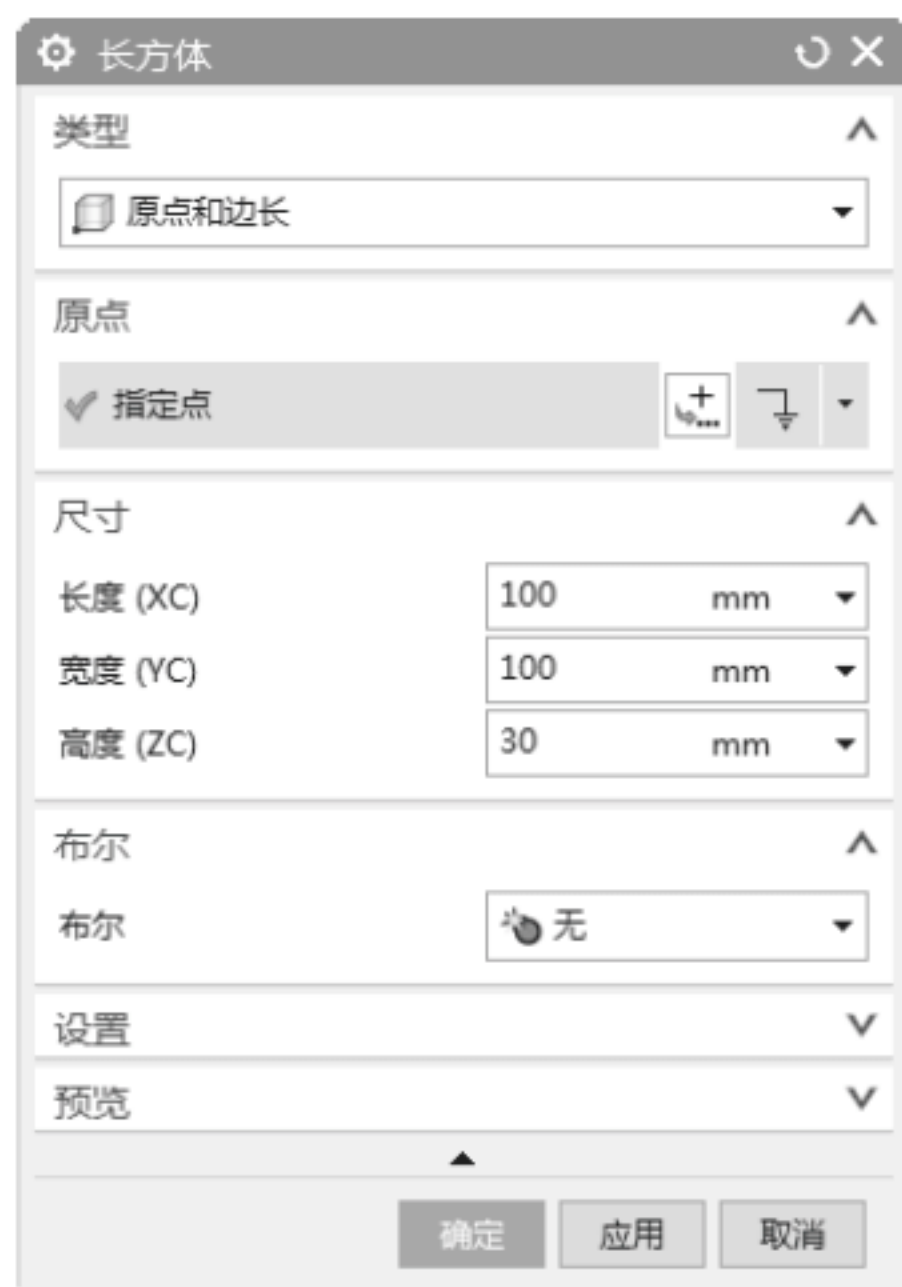 长方体
类型
原点和边长
原点
指定点
尺寸
长度 (XC) 100 mm
宽度 (YC) 100 mm
高度 (ZC) 30 mm
布尔
布尔 无
设置
预览
确定 应用 取消